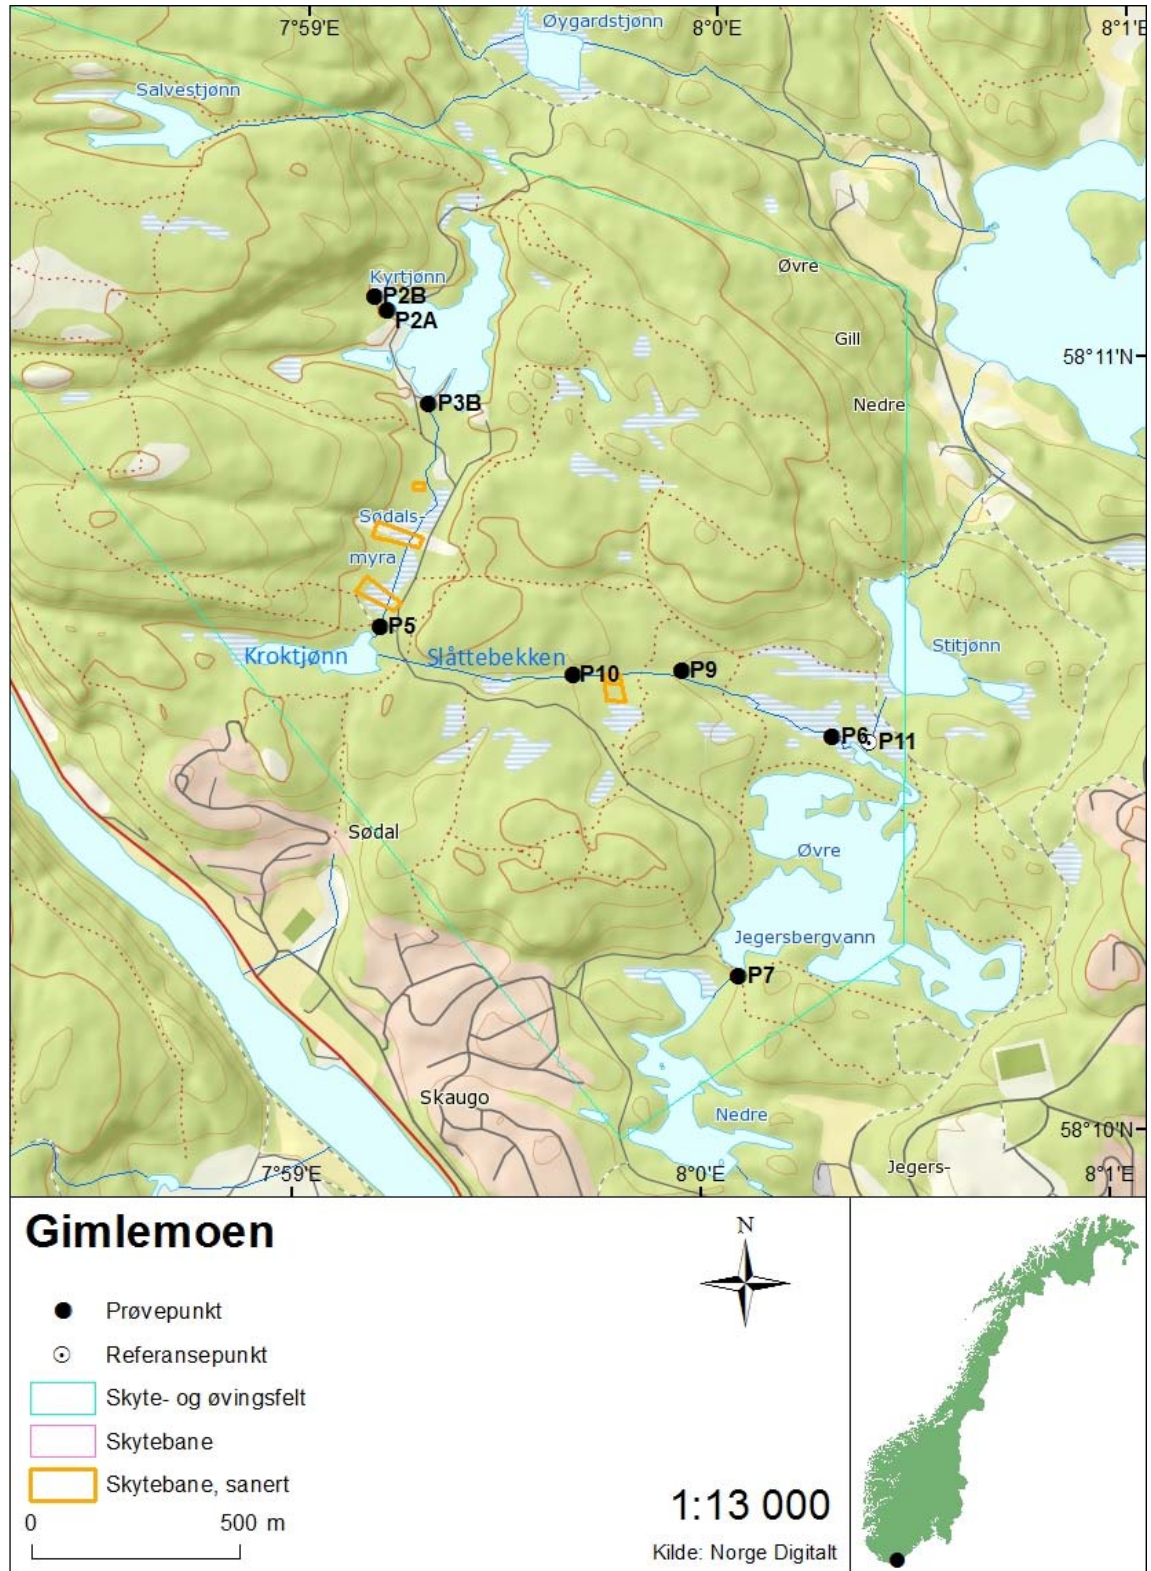 7°59'E
8°0'E
8°1'E
Øygardstjønn
Salvestjønn
Øvre
Kyrtjønn
P2B
P2A
Gill
58°11'N
P3B
Nedre
Sødals-
myra
P5
Kroktjønn
Slåttebekken
P10
P9
Stitjønn
P6
P11
Sødal
Øvre
Jegersbergvann
P7
Skaugo
Nedre
58°10'N
Jegers-
7°59'E
8°0'E
8°1'E
Gimlemoen
N
Prøvepunkt
Referansepunkt
Skyte- og øvingsfelt
Skytebane
Skytebane, sanert
0 500 m
1:13 000
Kilde: Norge Digitalt